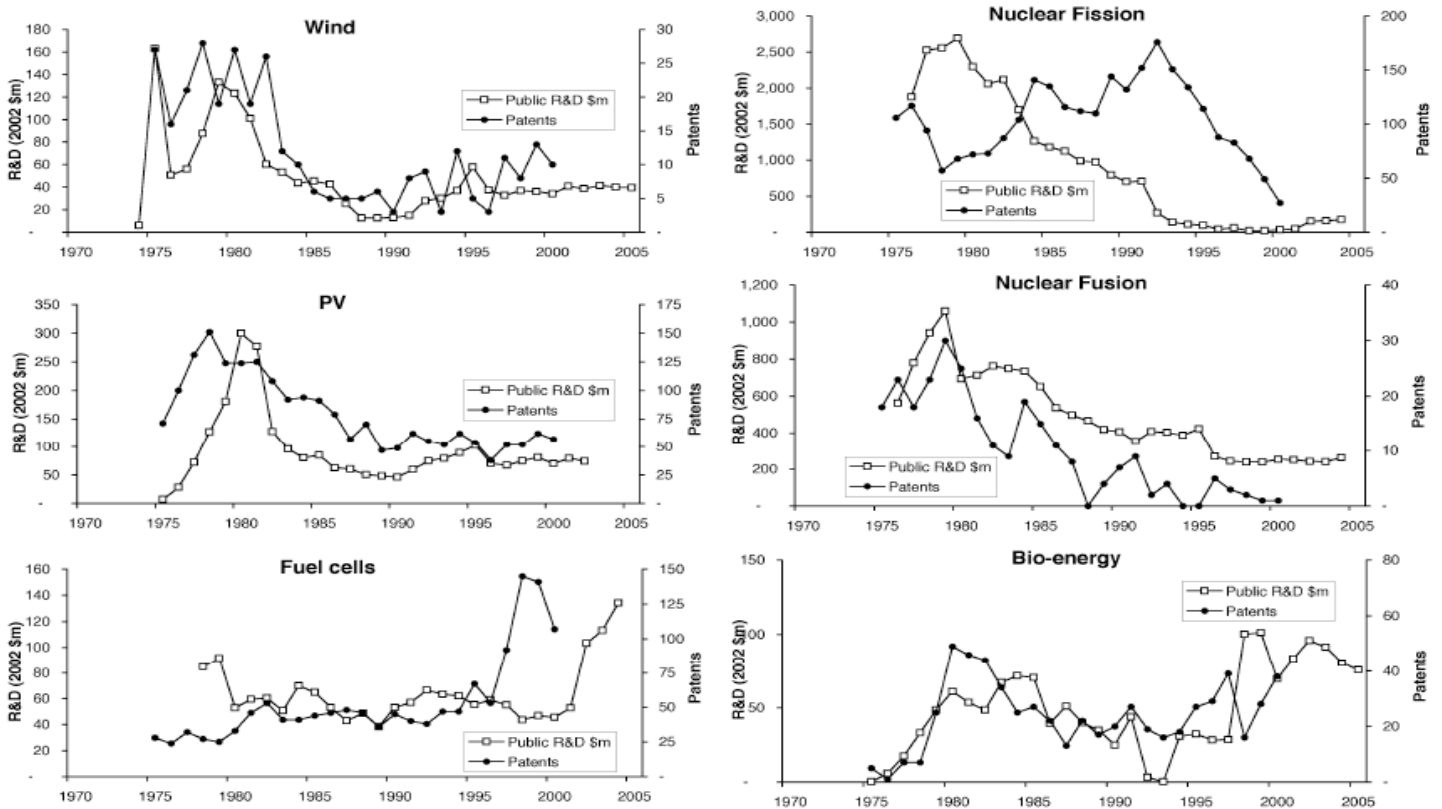 Wind
180
160
140
120
100
80
60
40
20
-
R&D (2002 $m)
30
25
20
15
10
5
-
Patents
Public R&D $m
Patents
1970 1975 1980 1985 1990 1995 2000 2005
Nuclear Fission
3,000
2,500
2,000
1,500
1,000
500
-
R&D (2002 $m)
200
150
100
50
-
Patents
Public R&D $m
Patents
1970 1975 1980 1985 1990 1995 2000 2005
PV
350
300
250
200
150
100
50
-
R&D (2002 $m)
175
150
125
100
75
50
25
-
Patents
Public R&D $m
Patents
1970 1975 1980 1985 1990 1995 2000 2005
Nuclear Fusion
1,200
1,000
800
600
400
200
-
R&D (2002 $m)
40
30
20
10
-
Patents
Public R&D $m
Patents
1970 1975 1980 1985 1990 1995 2000 2005
Fuel cells
160
140
120
100
80
60
40
20
-
R&D (2002 $m)
150
125
100
75
50
25
-
Patents
Public R&D $m
Patents
1970 1975 1980 1985 1990 1995 2000 2005
Bio-energy
150
100
50
-
R&D (2002 $m)
80
60
40
20
-
Patents
Public R&D $m
Patents
1970 1975 1980 1985 1990 1995 2000 2005